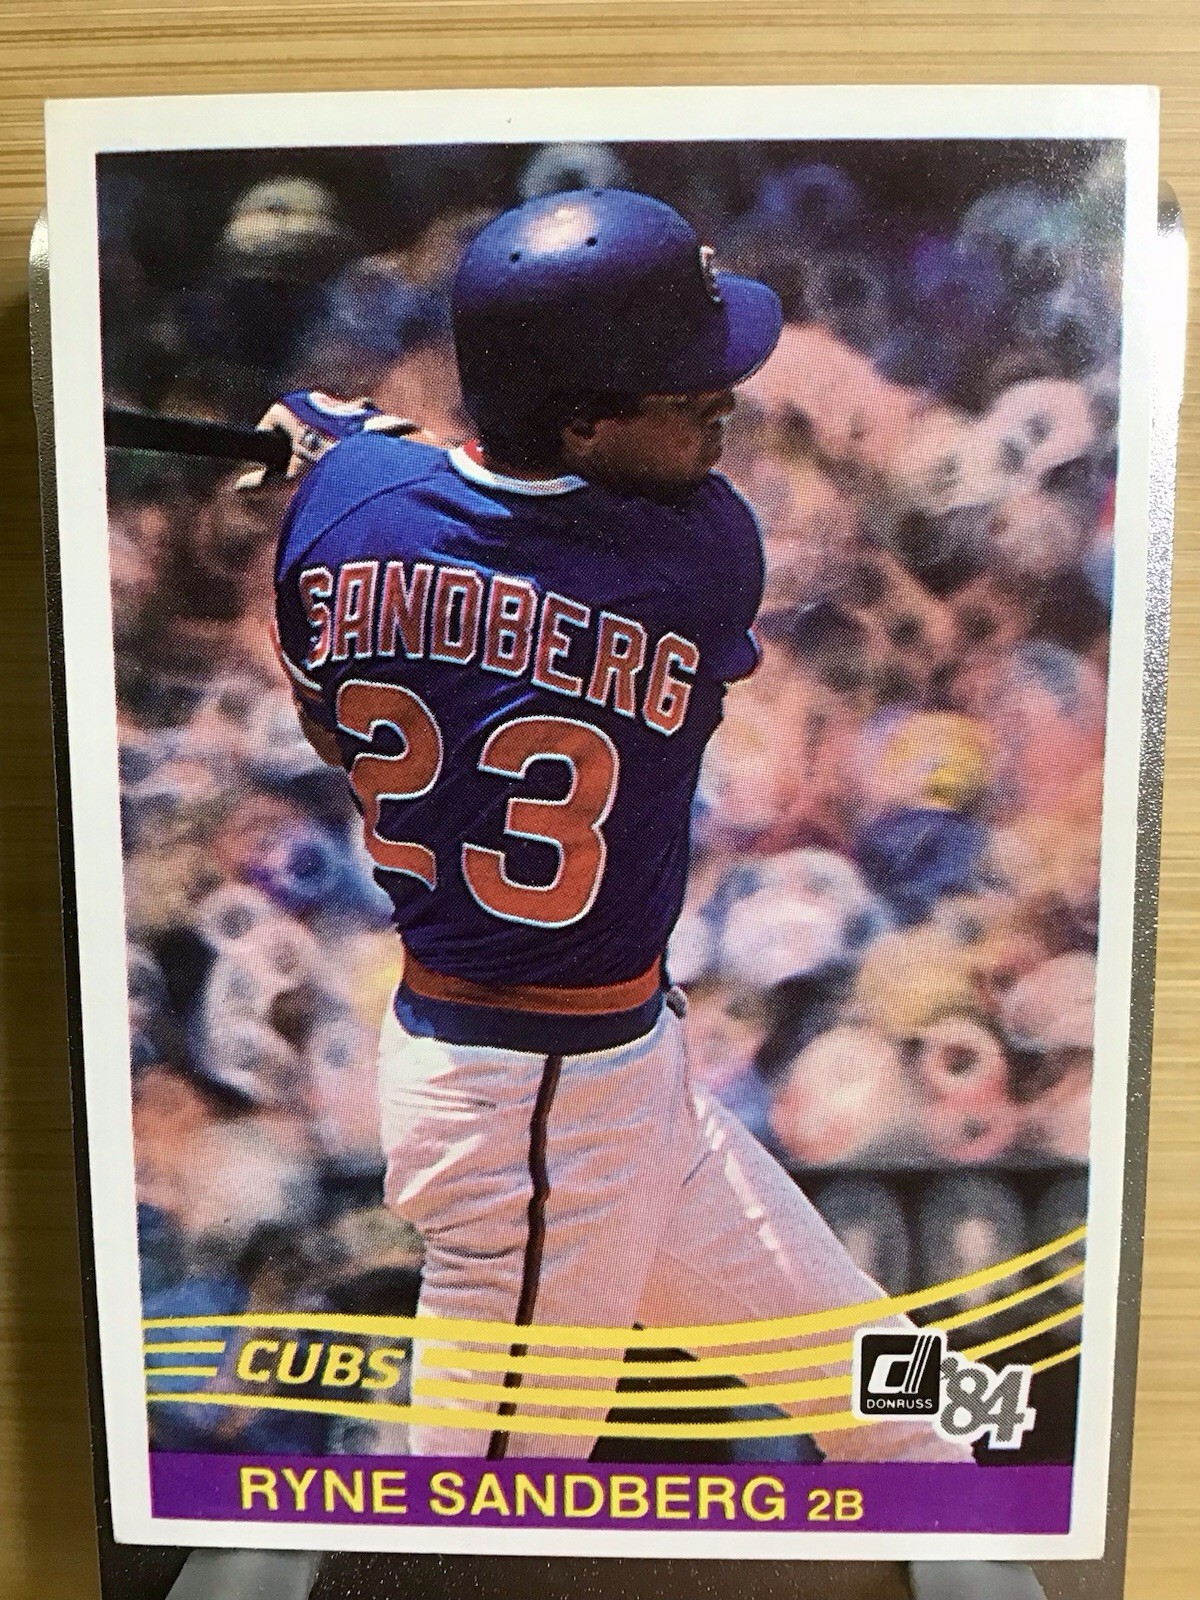 SANDBERG
23
CUBS
d
DONRUSS
'84
RYNE SANDBERG 2B